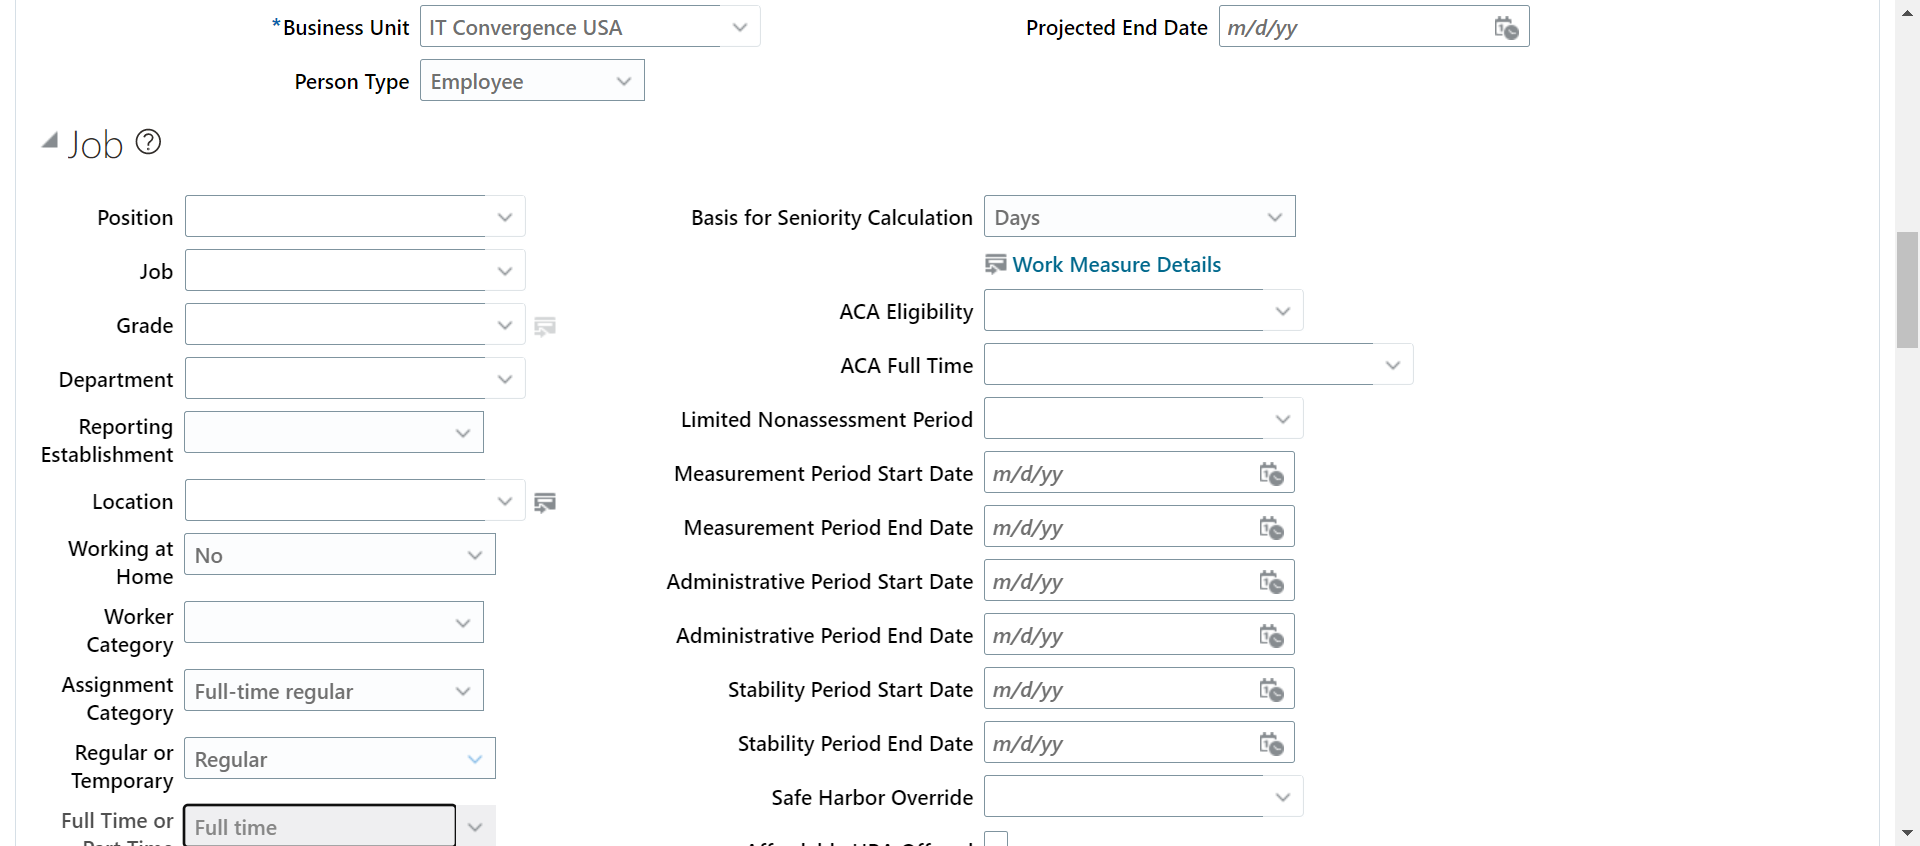 *Business Unit IT Convergence USA
Projected End Date m/d/yy
Person Type Employee
Job ?
Position
Job
Grade
Department
Reporting
Establishment
Location
Working at
Home No
Worker
Category
Assignment
Category Full-time regular
Regular or
Temporary Regular
Full Time or
Part Time Full time
Basis for Seniority Calculation Days
Work Measure Details
ACA Eligibility
ACA Full Time
Limited Nonassessment Period
Measurement Period Start Date m/d/yy
Measurement Period End Date m/d/yy
Administrative Period Start Date m/d/yy
Administrative Period End Date m/d/yy
Stability Period Start Date m/d/yy
Stability Period End Date m/d/yy
Safe Harbor Override